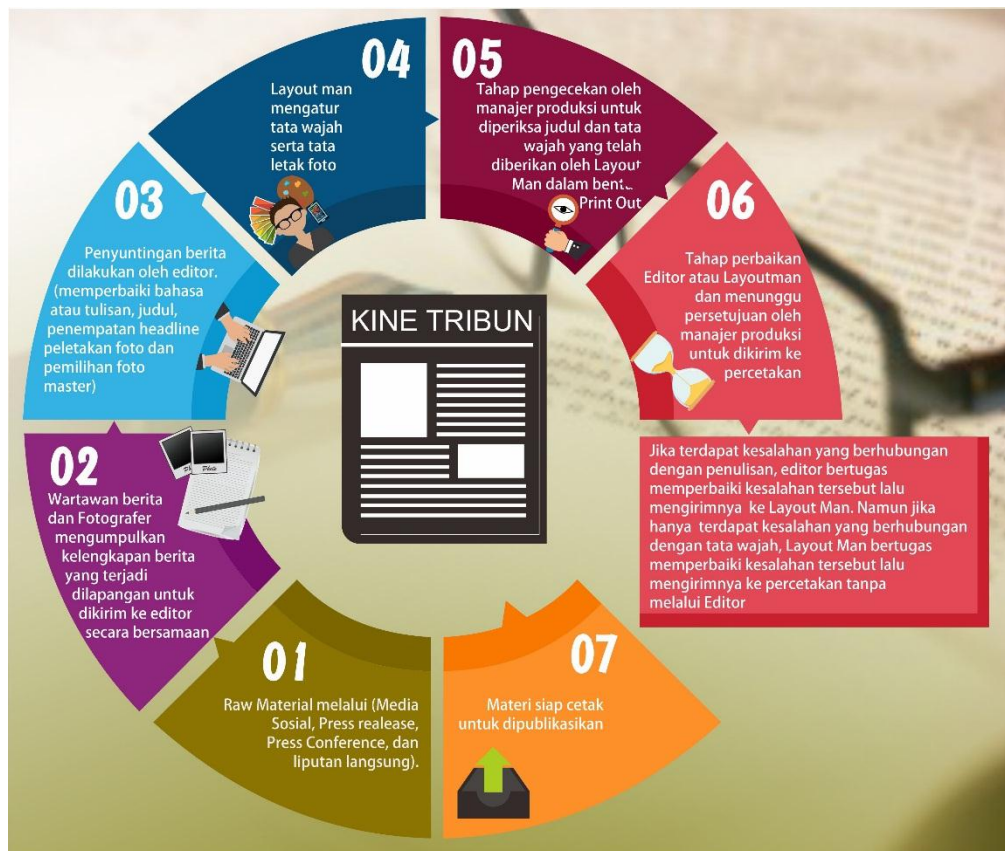 01
Raw Material melalui (Media
Sosial, Press realease,
Press Conference, dan
liputan langsung).
02
Wartawan berita
dan Fotografer
mengumpulkan
kelengkapan berita
yang terjadi
dilapangan untuk
dikirim ke editor
secara bersamaan
03
Penyuntingan berita
dilakukan oleh editor.
(memperbaiki bahasa
atau tulisan, judul,
penempatan headline
peletakan foto dan
pemilihan foto
master)
04
Layout man
mengatur
tata wajah
serta tata
letak foto
05
Tahap pengecekan oleh
manajer produksi untuk
diperiksa judul dan tata
wajah yang telah
diberikan oleh Layout
Man dalam
Print Out
06
Tahap perbaikan
Editor atau Layoutman
dan menunggu
persetujuan oleh
manajer produksi
untuk dikirim ke
percetakan
Jika terdapat kesalahan yang berhubungan
dengan penulisan, editor bertugas
memperbaiki kesalahan tersebut lalu
mengirimnya ke Layout Man. Namun jika
hanya terdapat kesalahan yang berhubungan
dengan tata wajah, Layout Man bertugas
memperbaiki kesalahan tersebut lalu
mengirimnya ke percetakan tanpa
melalui Editor
07
Materi siap cetak
untuk dipublikasikan
KINE TRIBUN